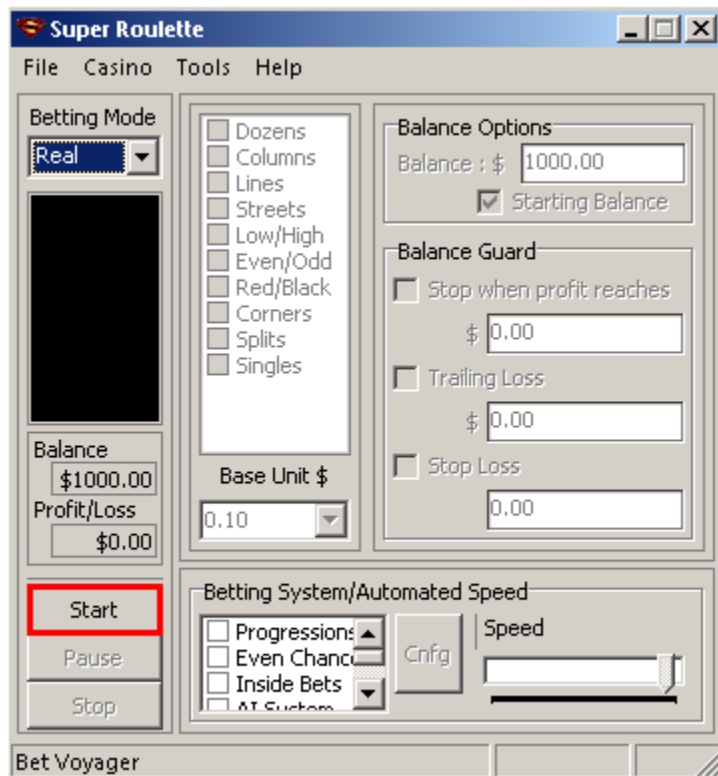 Super Roulette
File Casino Tools Help
Betting Mode
Real
Balance
$1000.00
Profit/Loss
$0.00
Start
Pause
Stop
Dozens
Columns
Lines
Streets
Low/High
Even/Odd
Red/Black
Corners
Splits
Singles
Base Unit $
0.10
Balance Options
Balance : $ 1000.00
Starting Balance
Balance Guard
Stop when profit reaches
$ 0.00
Trailing Loss
$ 0.00
Stop Loss
0.00
Betting System/Automated Speed
Progressions
Even Chanc
Inside Bets
AI System
Cnfg
Speed
Bet Voyager